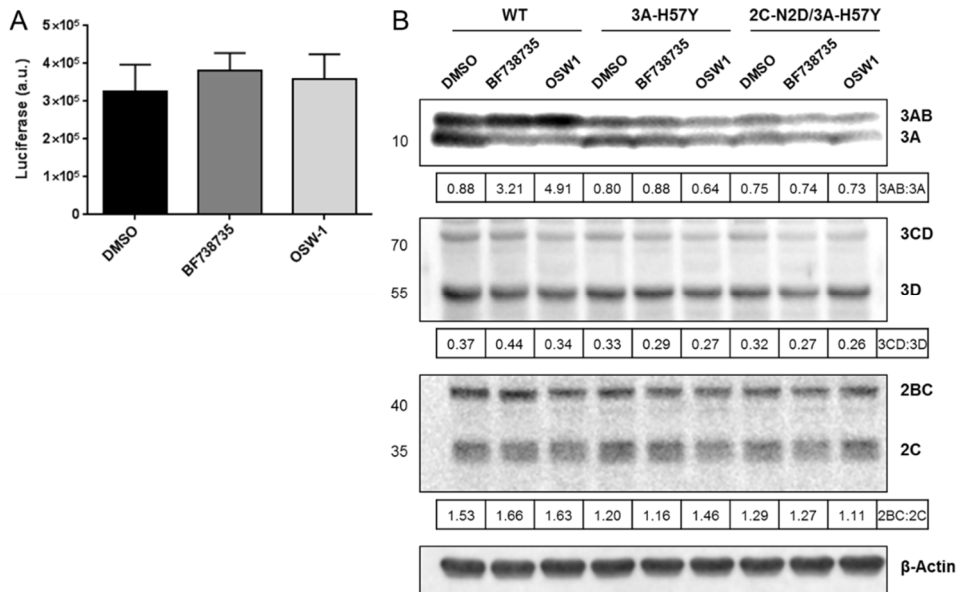 A
Luciferase (a.u.)
5×10⁵
4×10⁵
3×10⁵
2×10⁵
1×10⁵
0
DMSO
BF738735
OSW-1
B
WT 3A-H57Y 2C-N2D/3A-H57Y
DMSO BF738735 OSW1 DMSO BF738735 OSW1 DMSO BF738735 OSW1
3AB
10 3A
0.88 3.21 4.91 0.80 0.88 0.64 0.75 0.74 0.73 3AB:3A
70 3CD
55 3D
0.37 0.44 0.34 0.33 0.29 0.27 0.32 0.27 0.26 3CD:3D
40 2BC
35 2C
1.53 1.66 1.63 1.20 1.16 1.46 1.29 1.27 1.11 2BC:2C
β-Actin